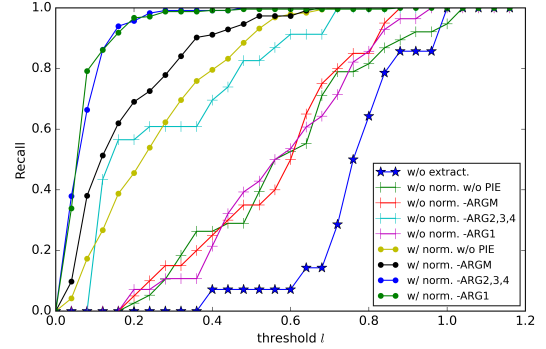 1.0
0.8
0.6
0.4
0.2
0.0
Recall
0.0 0.2 0.4 0.6 0.8 1.0 1.2
threshold l
w/o extract.
w/o norm. w/o PIE
w/o norm. -ARGM
w/o norm. -ARG2,3,4
w/o norm. -ARG1
w/ norm. w/o PIE
w/ norm. -ARGM
w/ norm. -ARG2,3,4
w/ norm. -ARG1